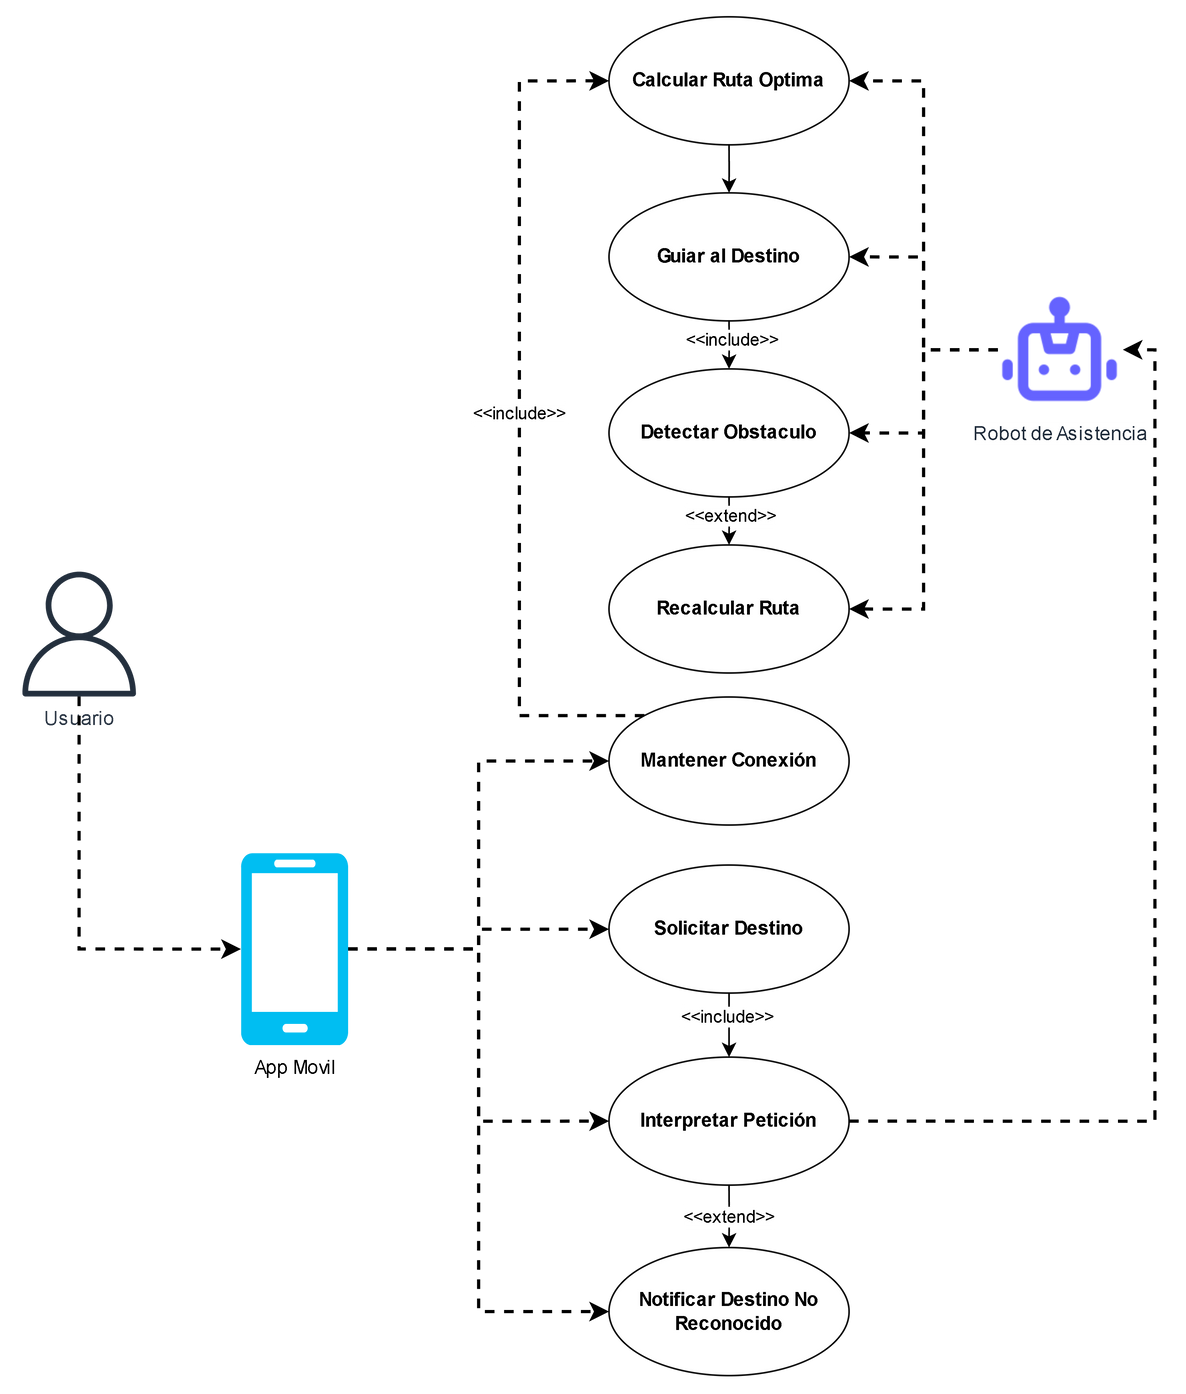 Calcular Ruta Optima
Guiar al Destino
<<include>>
<<include>>
Detectar Obstaculo
Robot de Asistencia
<<extend>>
Recalcular Ruta
Usuario
Mantener Conexión
Solicitar Destino
<<include>>
App Movil
Interpretar Petición
<<extend>>
Notificar Destino No
Reconocido